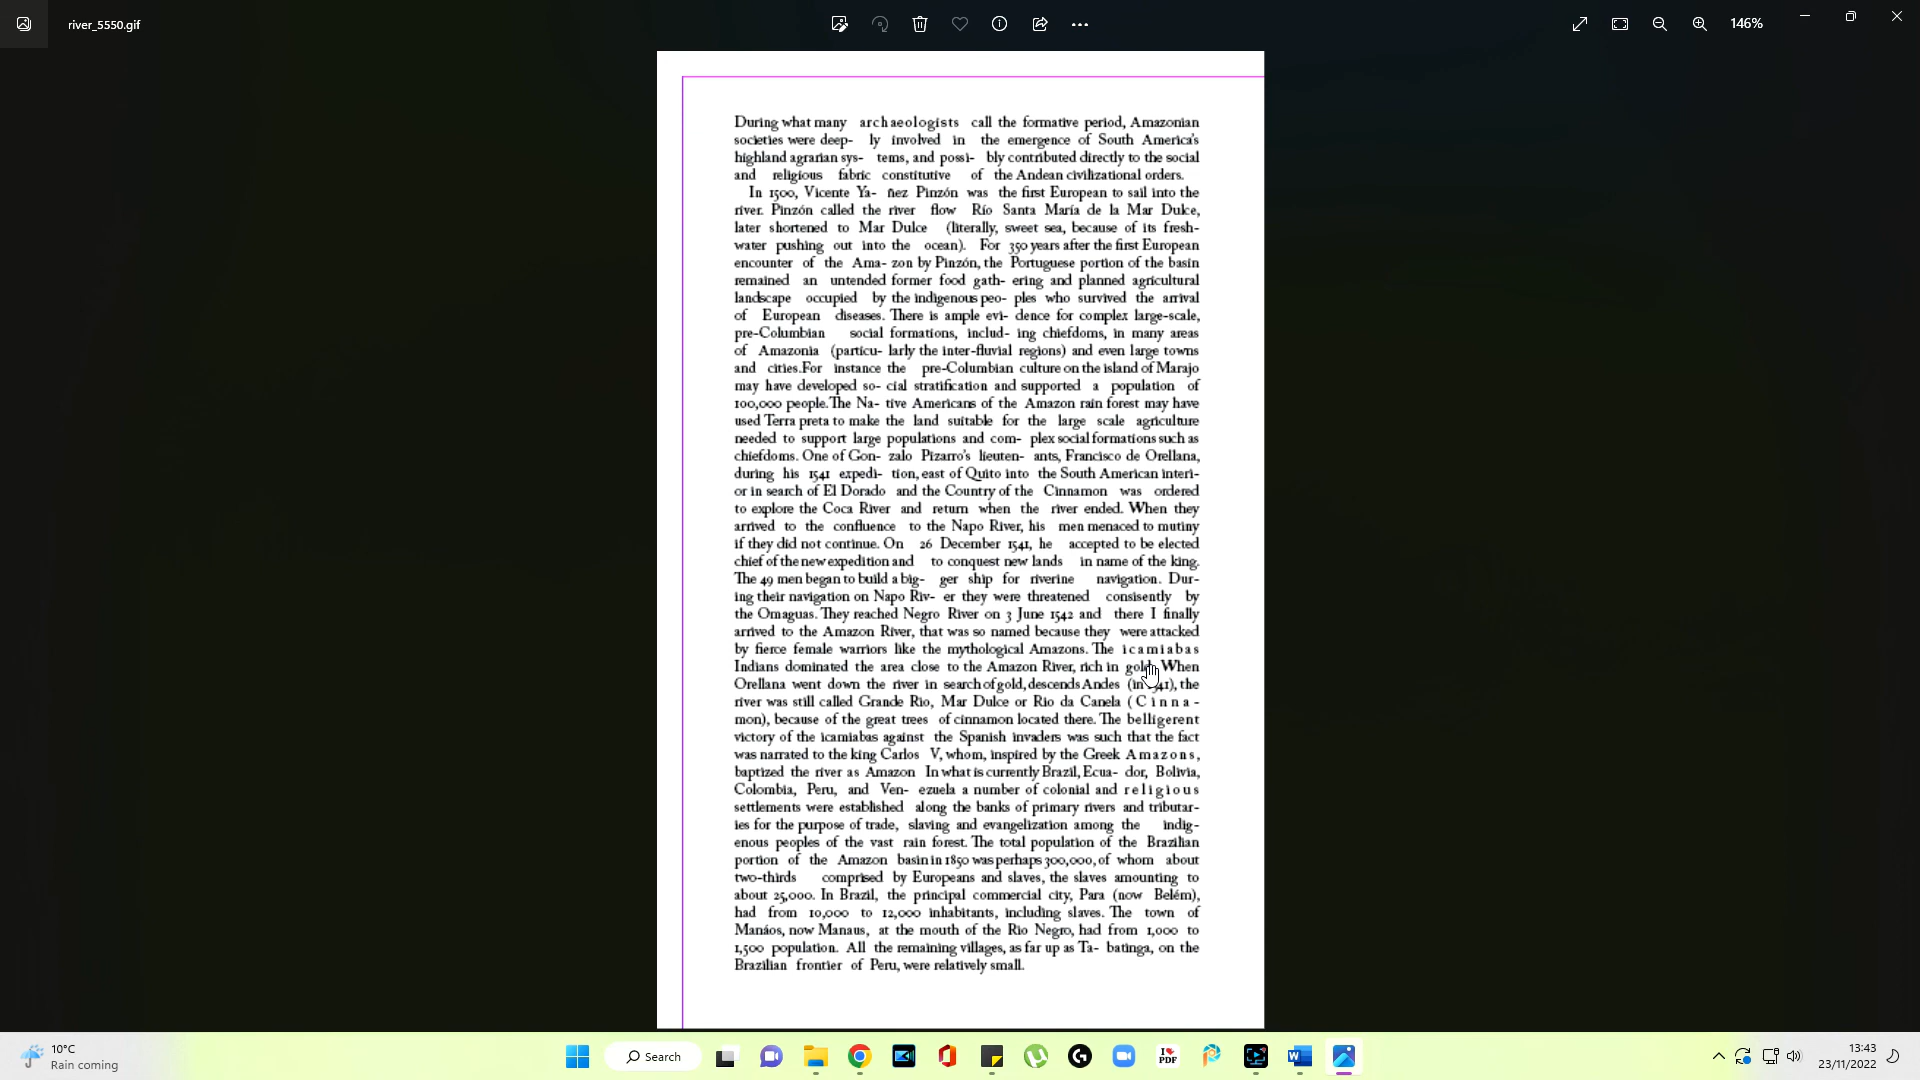 river_5550.gif
146%
During what many archaeologists call the formative period, Amazonian
societies were deep- ly involved in the emergence of South America's
highland agrarian sys- tems, and possi- bly contributed directly to the social
and religious fabric constitutive of the Andean civilizational orders.
In 1500, Vicente Ya- ñez Pinzón was the first European to sail into the
river. Pinzón called the river flow Río Santa María de la Mar Dulce,
later shortened to Mar Dulce (literally, sweet sea, because of its fresh-
water pushing out into the ocean). For 350 years after the first European
encounter of the Ama- zon by Pinzón, the Portuguese portion of the basin
remained an untended former food gath- ering and planned agricultural
landscape occupied by the indigenous peo- ples who survived the arrival
of European diseases. There is ample evi- dence for complex large-scale,
pre-Columbian social formations, includ- ing chiefdoms, in many areas
of Amazonia (particu- larly the inter-fluvial regions) and even large towns
and cities.For instance the pre-Columbian culture on the island of Marajo
may have developed so- cial stratification and supported a population of
100,000 people.The Na- tive Americans of the Amazon rain forest may have
used Terra preta to make the land suitable for the large scale agriculture
needed to support large populations and com- plex social formations such as
chiefdoms. One of Gon- zalo Pizarro's lieuten- ants, Francisco de Orellana,
during his 1541 expedi- tion, east of Quito into the South American interi-
or in search of El Dorado and the Country of the Cinnamon was ordered
to explore the Coca River and return when the river ended. When they
arrived to the confluence to the Napo River, his men menaced to mutiny
if they did not continue. On 26 December 1541, he accepted to be elected
chief of the new expedition and to conquest new lands in name of the king.
The 49 men began to build a big- ger ship for riverine navigation. Dur-
ing their navigation on Napo Riv- er they were threatened consisently by
the Omaguas. They reached Negro River on 3 June 1542 and there I finally
arrived to the Amazon River, that was so named because they were attacked
by fierce female warriors like the mythological Amazons. The icamiabas
Indians dominated the area close to the Amazon River, rich in gold. When
Orellana went down the river in search of gold, descends Andes (in 1541), the
river was still called Grande Rio, Mar Dulce or Rio da Canela (Cinna-
mon), because of the great trees of cinnamon located there. The belligerent
victory of the icamiabas against the Spanish invaders was such that the fact
was narrated to the king Carlos V, whom, inspired by the Greek Amazons,
baptized the river as Amazon In what is currently Brazil, Ecua- dor, Bolivia,
Colombia, Peru, and Ven- ezuela a number of colonial and religious
settlements were established along the banks of primary rivers and tributar-
ies for the purpose of trade, slaving and evangelization among the indig-
enous peoples of the vast rain forest. The total population of the Brazilian
portion of the Amazon basin in 1850 was perhaps 300,000, of whom about
two-thirds comprised by Europeans and slaves, the slaves amounting to
about 25,000. In Brazil, the principal commercial city, Para (now Belém),
had from 10,000 to 12,000 inhabitants, including slaves. The town of
Manáos, now Manaus, at the mouth of the Rio Negro, had from 1,000 to
1,500 population. All the remaining villages, as far up as Ta- batinga, on the
Brazilian frontier of Peru, were relatively small.
10°C
Rain coming
Search
I PDF
13:43
23/11/2022